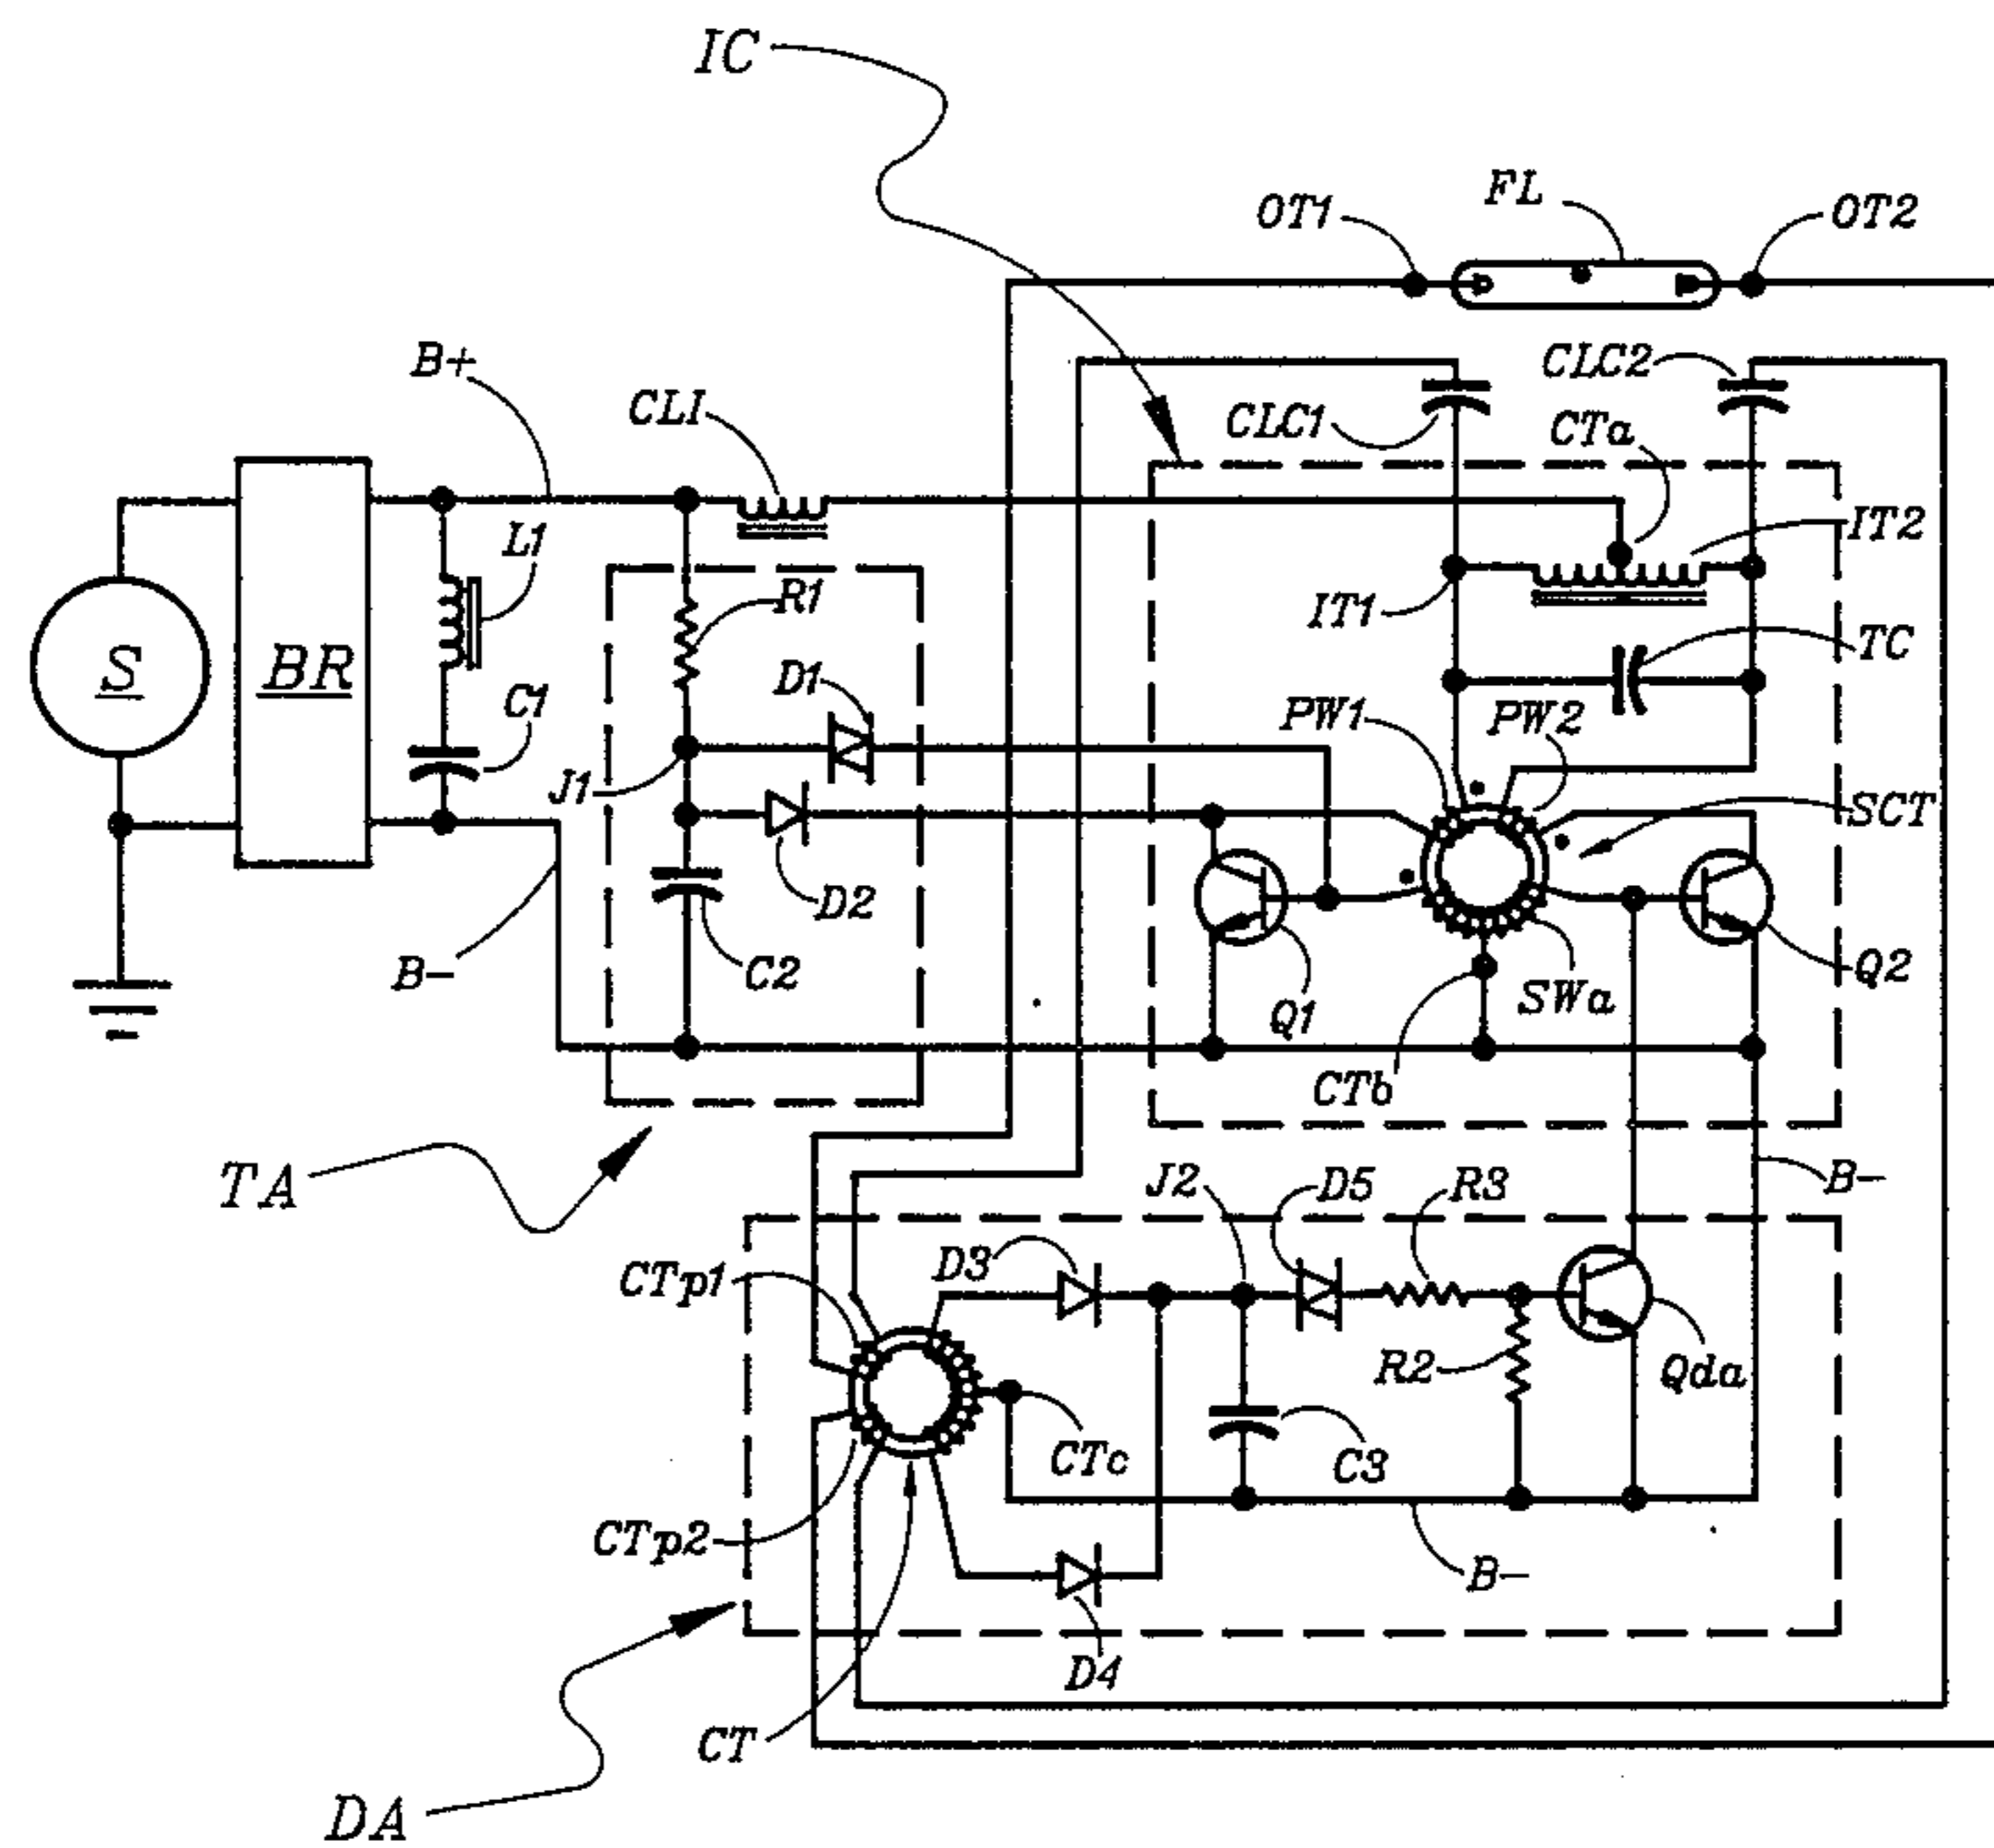 IC
OT1
FL
OT2
B+
CLI
CLC1
CLC2
CTa
L1
IT2
R1
IT1
S
BR
D1
TC
C1
PW1
PW2
J1
SCT
D2
B-
C2
Q1
SWa
Q2
CTb
TA
J2
D5
R3
B-
CTp1
D3
R2
Qda
CTc
C3
CTp2
B-
D4
CT
DA